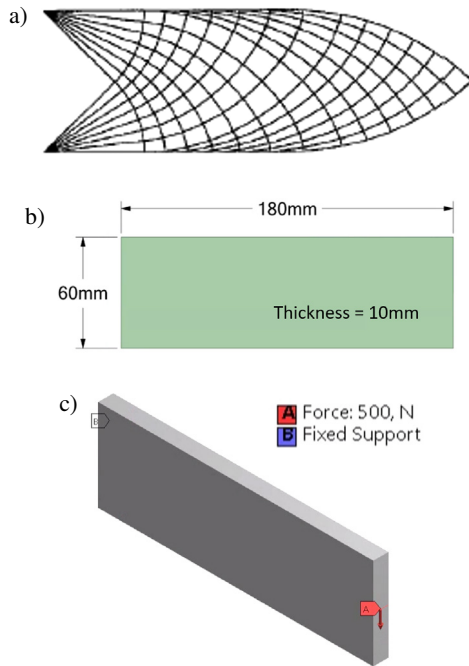 a)
b)
180mm
60mm
Thickness = 10mm
c)
A Force: 500, N
B Fixed Support
B
A